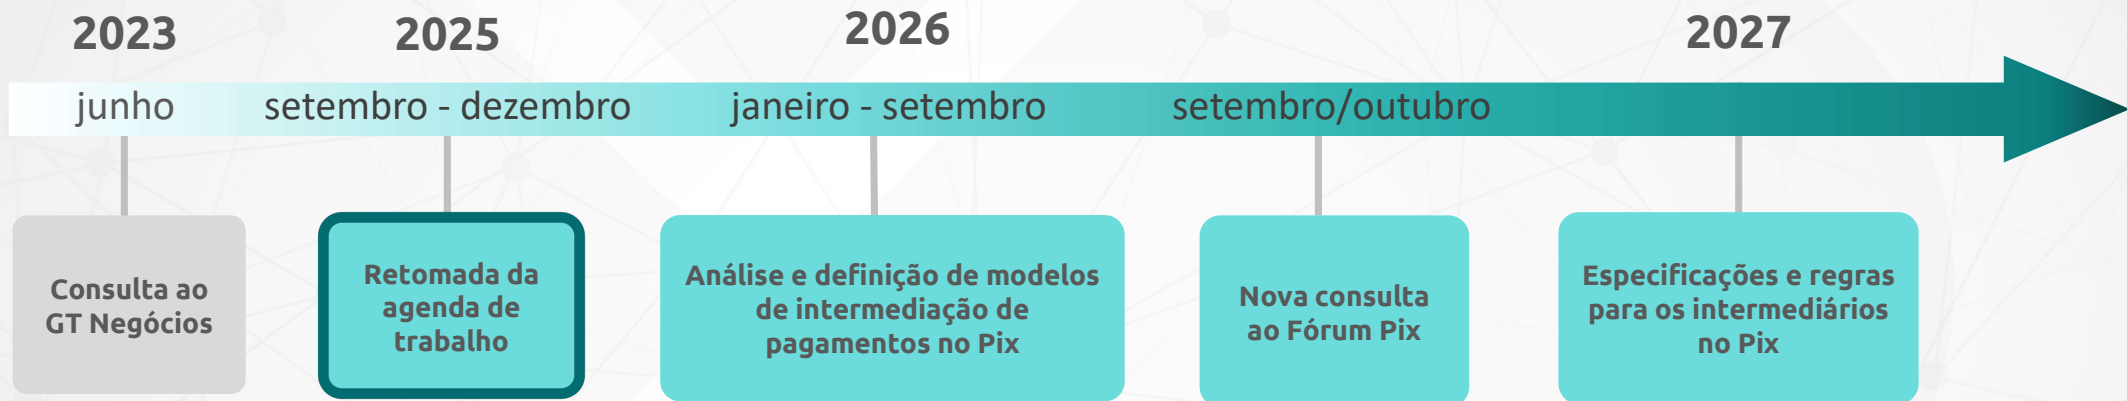 2023
2025
2026
2027
junho
setembro - dezembro
janeiro - setembro
setembro/outubro
Consulta ao
GT Negócios
Retomada da
agenda de
trabalho
Análise e definição de modelos
de intermediação de
pagamentos no Pix
Nova consulta
ao Fórum Pix
Especificações e regras
para os intermediários
no Pix